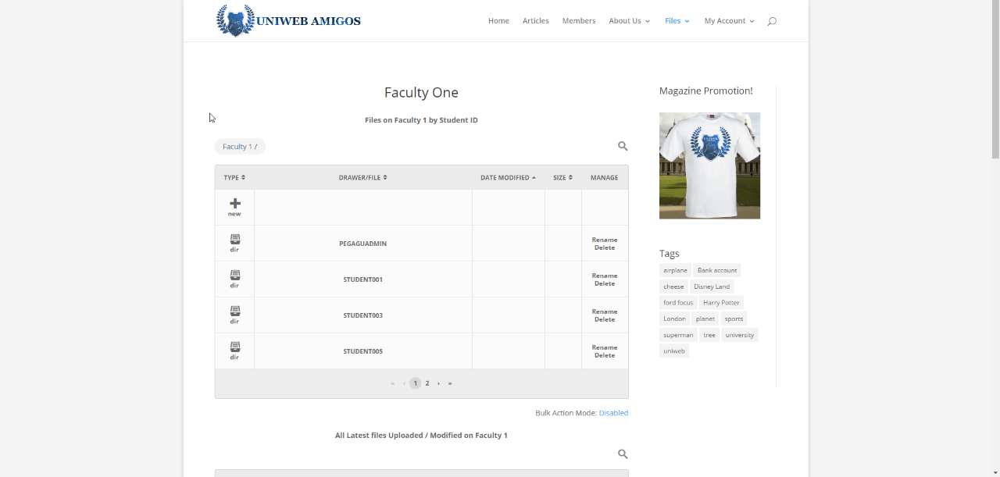 UNIWEB AMIGOS
Home Articles Members About Us Files My Account
Faculty One
Files on Faculty 1 by Student ID
Faculty 1 /
TYPE DRAWER/FILE DATE MODIFIED SIZE MANAGE
new
dir PEGAGUADMIN Rename
Delete
dir STUDENT001 Rename
Delete
dir STUDENT003 Rename
Delete
dir STUDENT005 Rename
Delete
« ‹ 1 2 › »
Bulk Action Mode: Disabled
All Latest files Uploaded / Modified on Faculty 1
Magazine Promotion!
Tags
airplane Bank account
cheese Disney Land
ford focus Harry Potter
London planet sports
superman tree university
uniweb